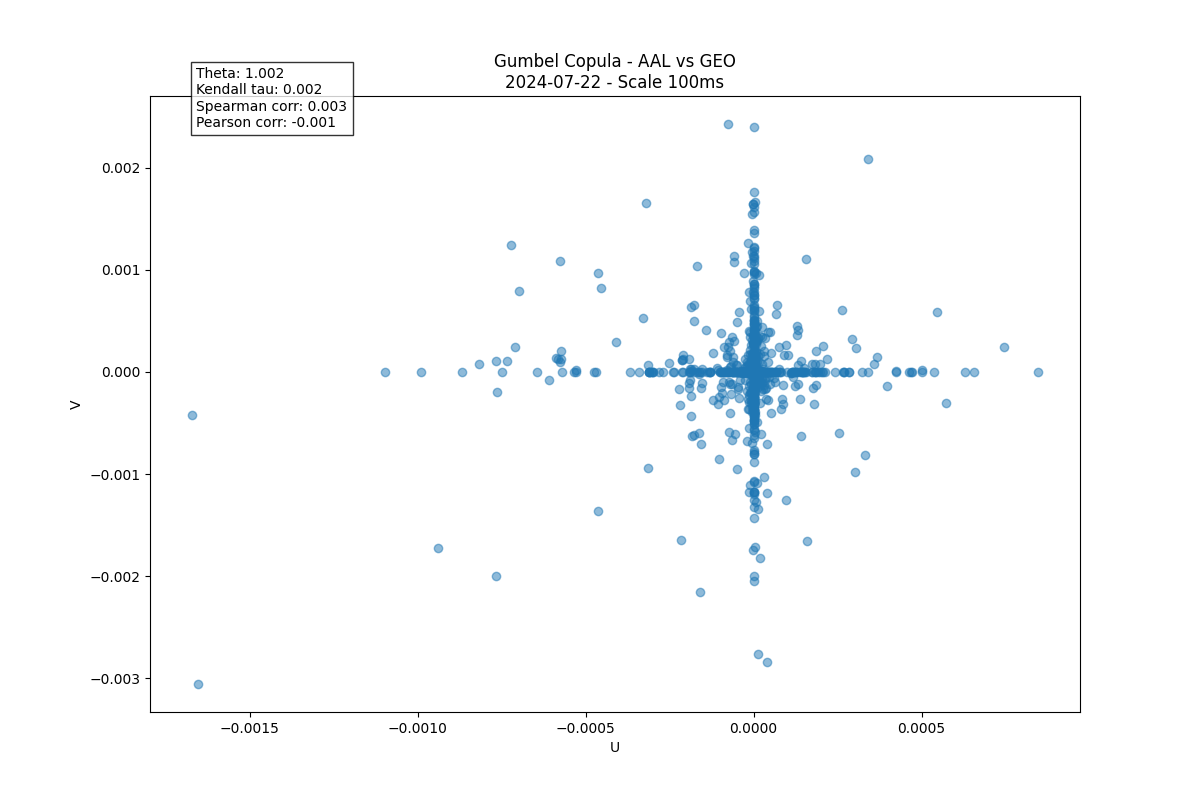 Gumbel Copula - AAL vs GEO
2024-07-22 - Scale 100ms
Theta: 1.002
Kendall tau: 0.002
Spearman corr: 0.003
Pearson corr: -0.001
0.002
0.001
0.000
−0.001
−0.002
−0.003
V
−0.0015
−0.0010
−0.0005
0.0000
0.0005
U